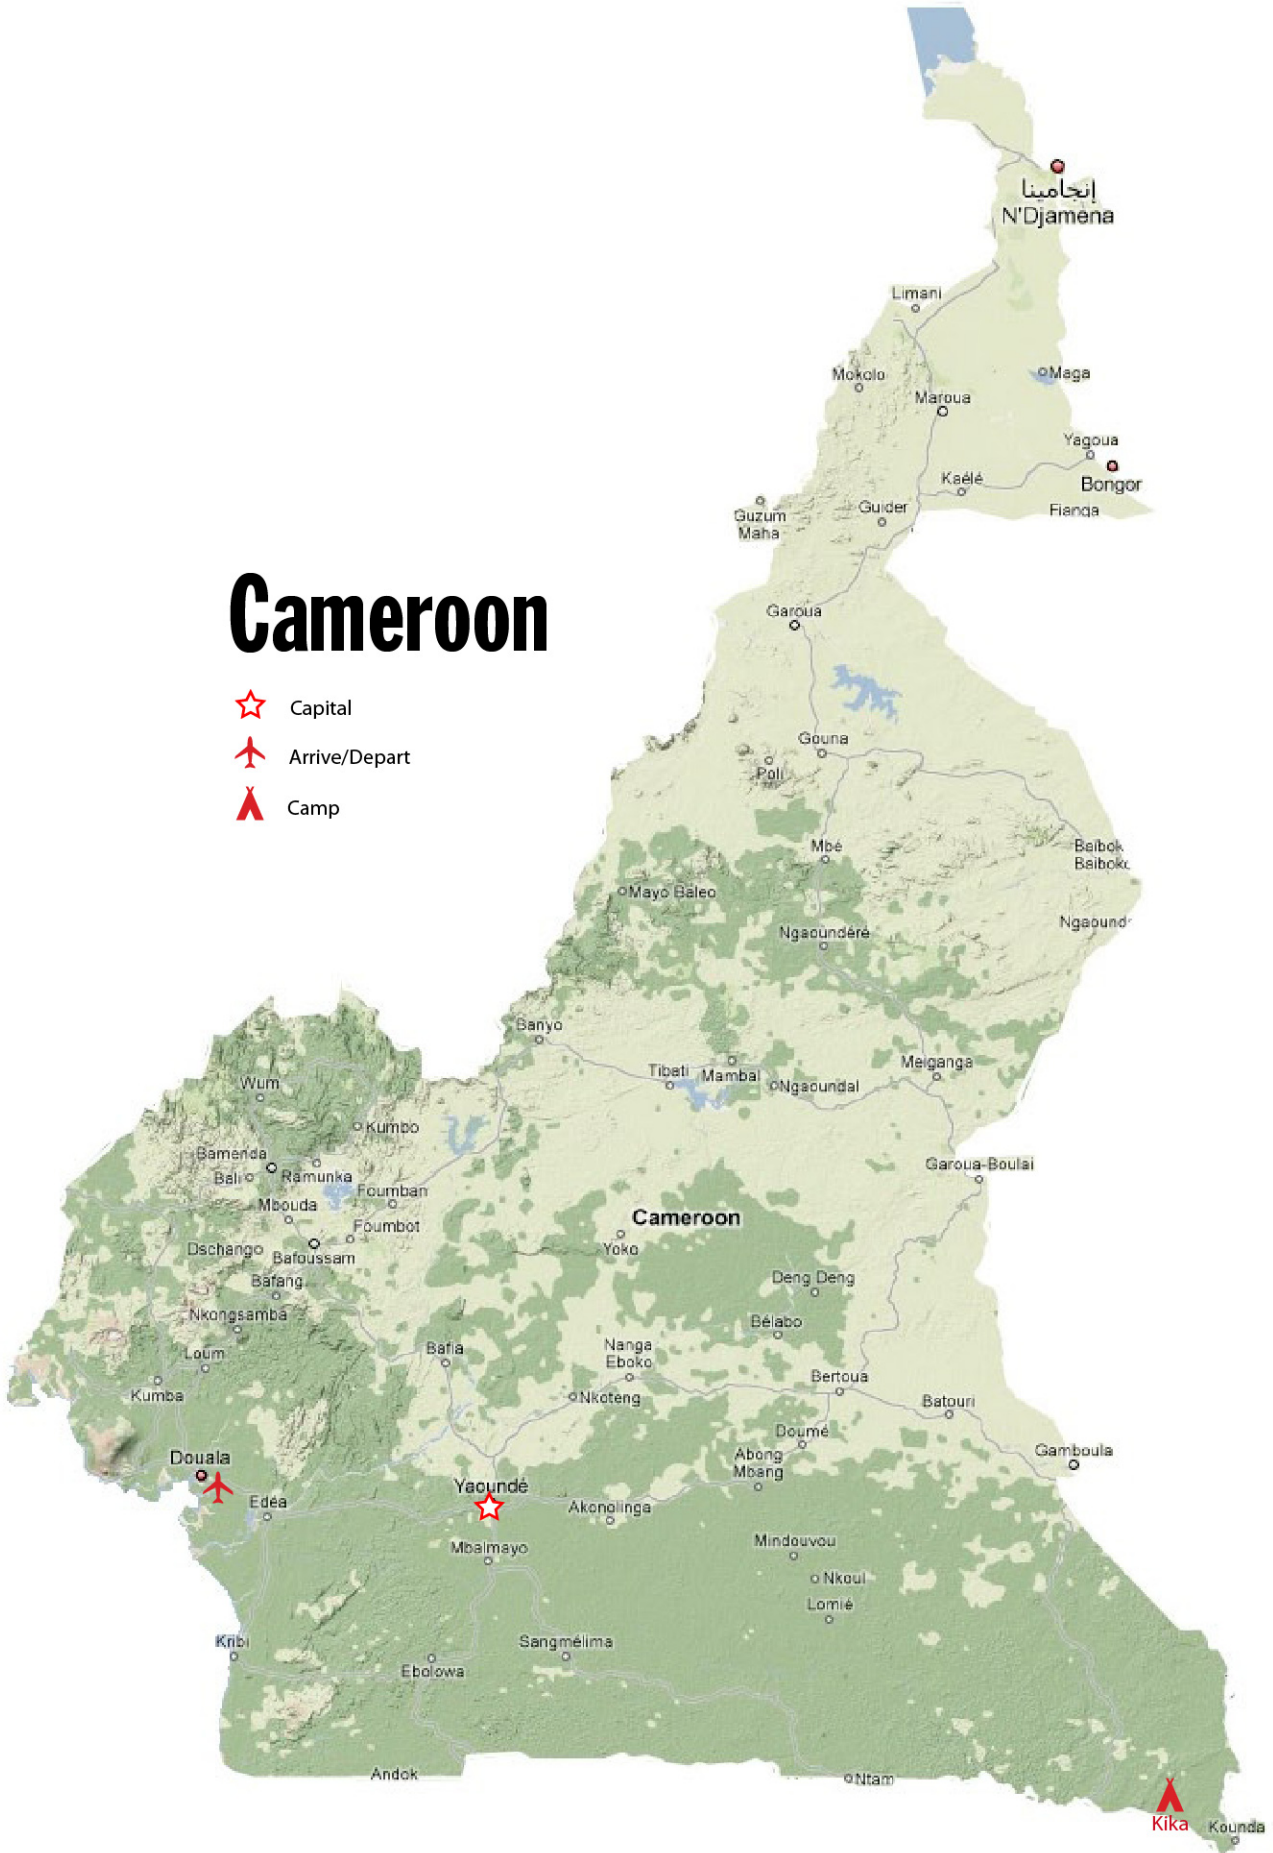 إنجامينا
N'Djamena
Limani
Mokolo
Maga
Maroua
Yagoua
Kaélé
Bongor
Guzum
Maha
Guider
Fianga
Cameroon
Garoua
Capital
Gouna
Arrive/Depart
Poli
Camp
Mbé
Baïbok
Mayo Baleo
Ngaoundéré
Banyo
Tibati
Mambal
Meiganga
Ngaoundal
Wum
Kumbo
Bamenda
Bali
Ramunka
Garoua-Boulai
Foumban
Mbouda
Foumbot
Cameroon
Yoko
Dschango
Bafoussam
Bafang
Deng Deng
Nkongsamba
Bélabo
Loum
Bafia
Nanga
Eboko
Kumba
Nkoteng
Bertoua
Batouri
Doumé
Abong
Mbang
Gamboula
Douala
Edéa
Yaoundé
Akonolinga
Mbalmayo
Mindouvou
Nkoul
Lomié
Kribi
Ebolowa
Sangmélima
Andok
Ntam
Kika
Kounda